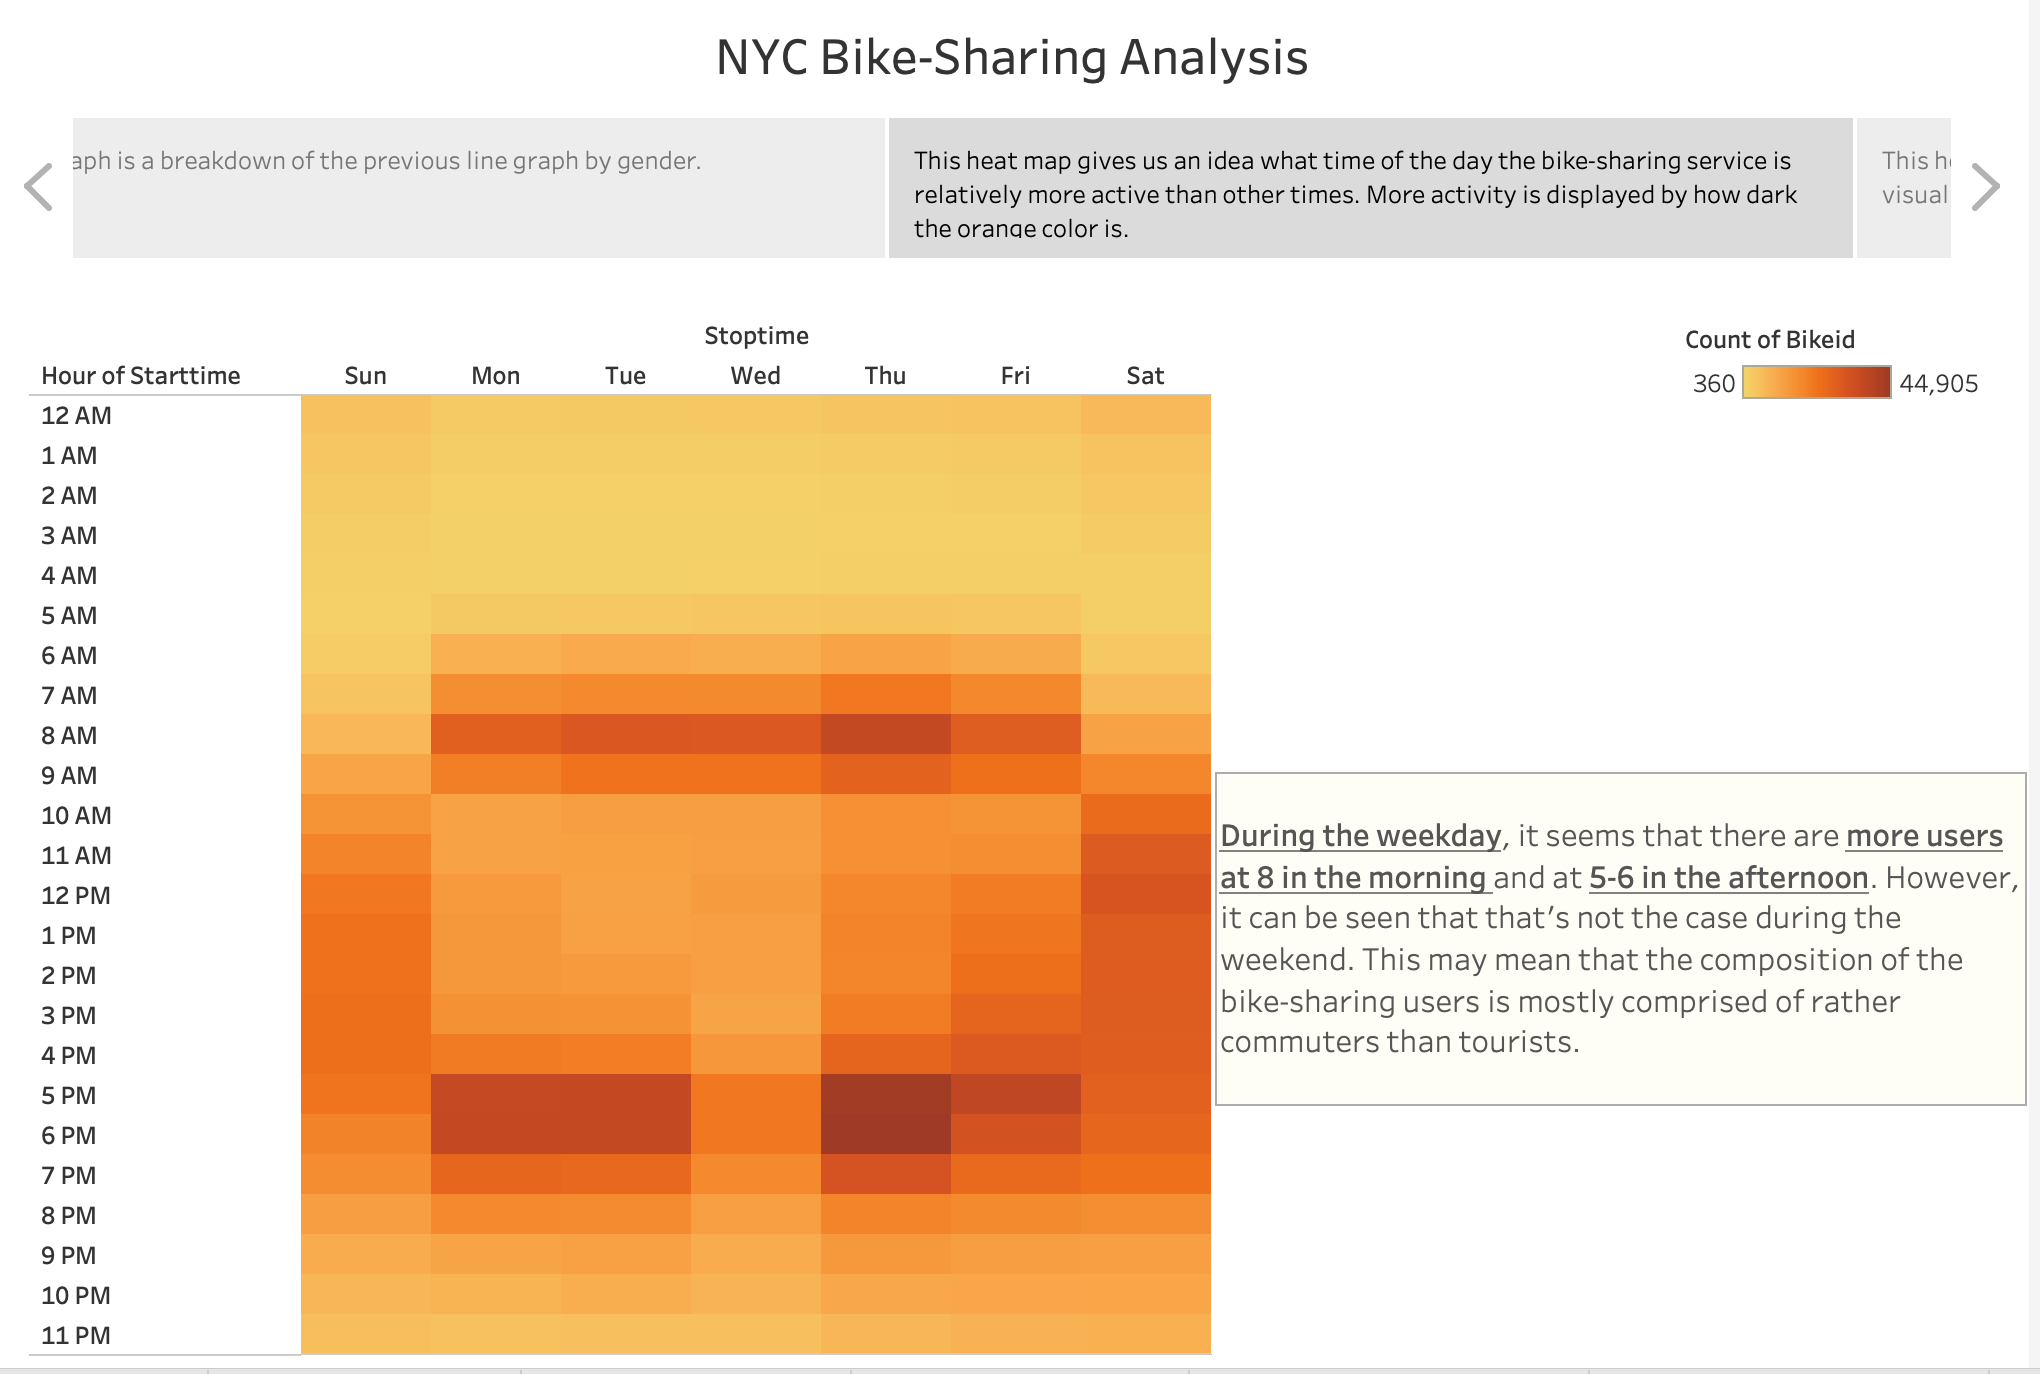 NYC Bike-Sharing Analysis
aph is a breakdown of the previous line graph by gender.
This heat map gives us an idea what time of the day the bike-sharing service is
relatively more active than other times. More activity is displayed by how dark
the orange color is.
This
visual
Stoptime
Hour of Starttime Sun Mon Tue Wed Thu Fri Sat
12 AM
1 AM
2 AM
3 AM
4 AM
5 AM
6 AM
7 AM
8 AM
9 AM
10 AM
11 AM
12 PM
1 PM
2 PM
3 PM
4 PM
5 PM
6 PM
7 PM
8 PM
9 PM
10 PM
11 PM
Count of Bikeid
360 44,905
During the weekday, it seems that there are more users
at 8 in the morning and at 5-6 in the afternoon. However,
it can be seen that that's not the case during the
weekend. This may mean that the composition of the
bike-sharing users is mostly comprised of rather
commuters than tourists.